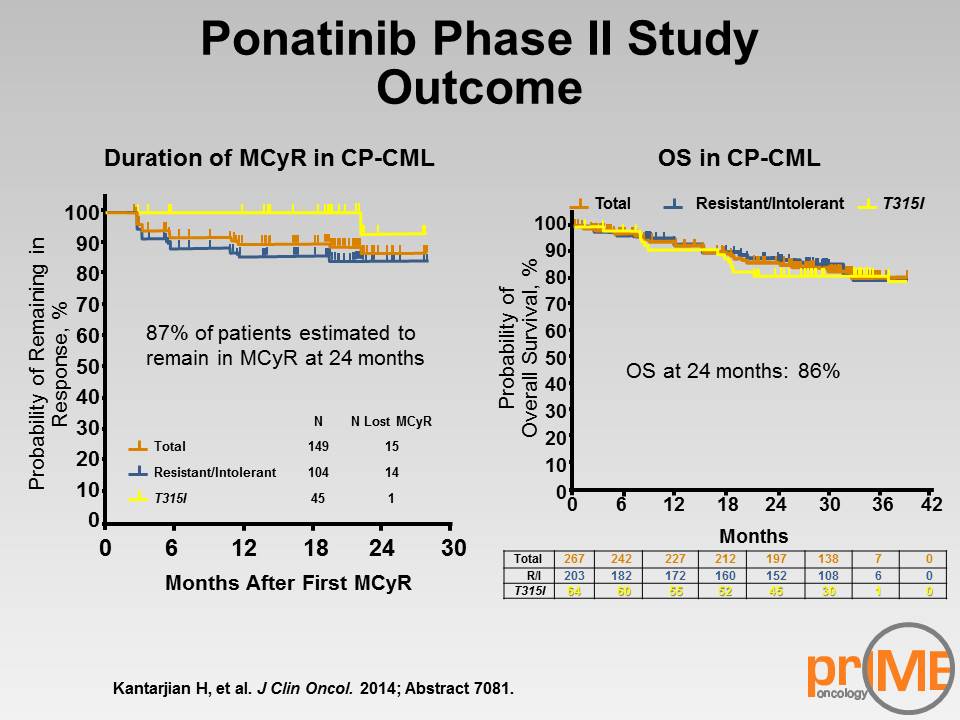 Ponatinib Phase II Study
Outcome
Duration of MCyR in CP-CML
Probability of Remaining in
Response, %
100
90
80
70
60
50
40
30
20
10
0
87% of patients estimated to
remain in MCyR at 24 months
N N Lost MCyR
Total 149 15
Resistant/Intolerant 104 14
T315I 45 1
0 6 12 18 24 30
Months After First MCyR
OS in CP-CML
Total Resistant/Intolerant T315I
Probability of
Overall Survival, %
100
90
80
70
60
50
40
30
20
10
0
OS at 24 months: 86%
0 6 12 18 24 30 36 42
Months
Total 267 242 227 212 197 138 7 0
R/I 203 182 172 160 152 108 6 0
T315I 64 60 55 52 45 30 1 0
Kantarjian H, et al. J Clin Oncol. 2014; Abstract 7081.
prIME
oncology